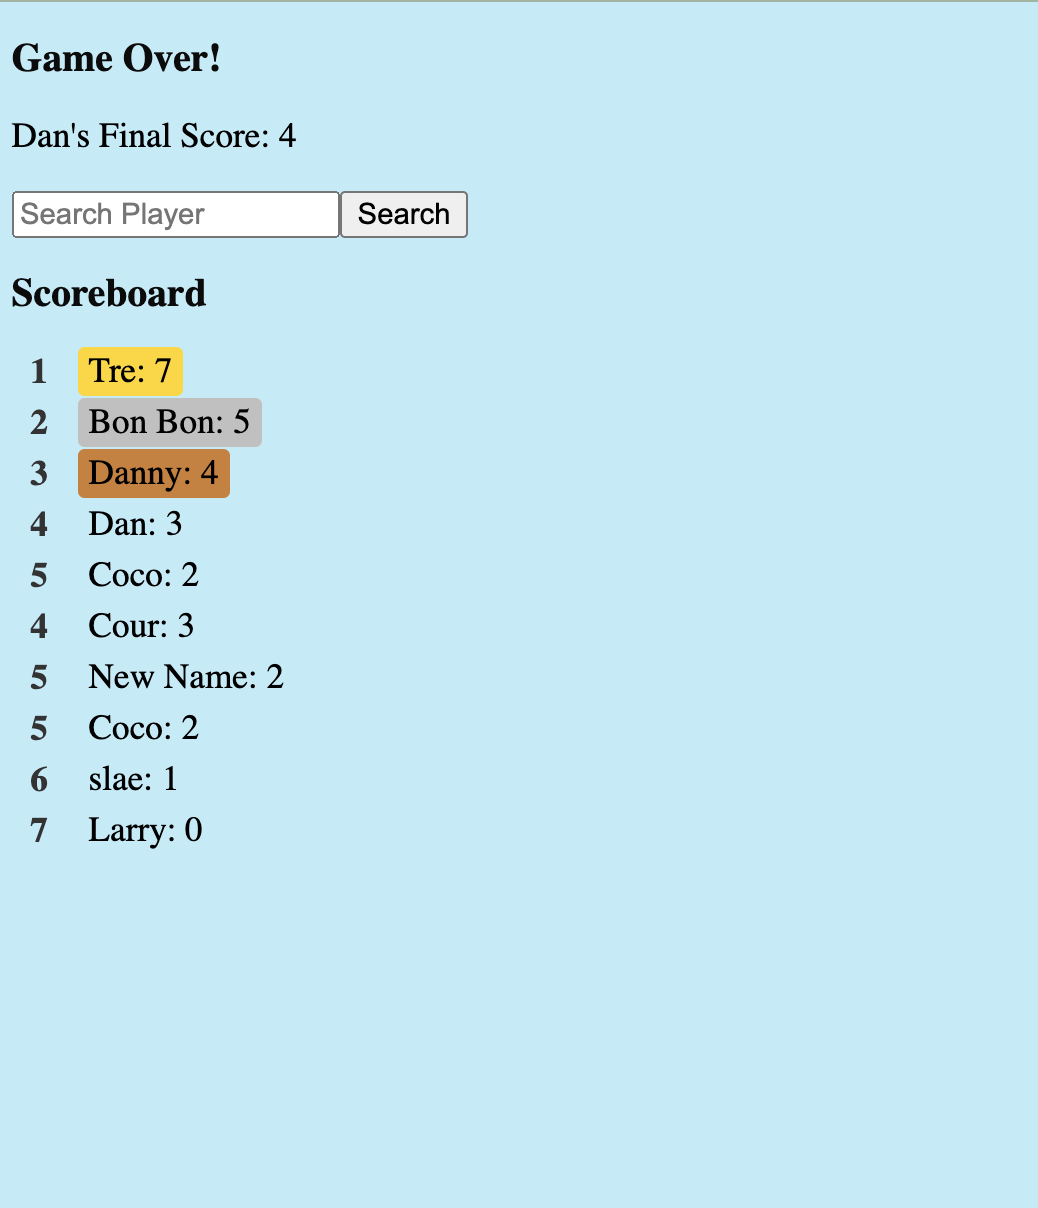 Game Over!
Dan's Final Score: 4
Search Player Search
Scoreboard
1 Tre: 7
2 Bon Bon: 5
3 Danny: 4
4 Dan: 3
5 Coco: 2
4 Cour: 3
5 New Name: 2
5 Coco: 2
6 slae: 1
7 Larry: 0